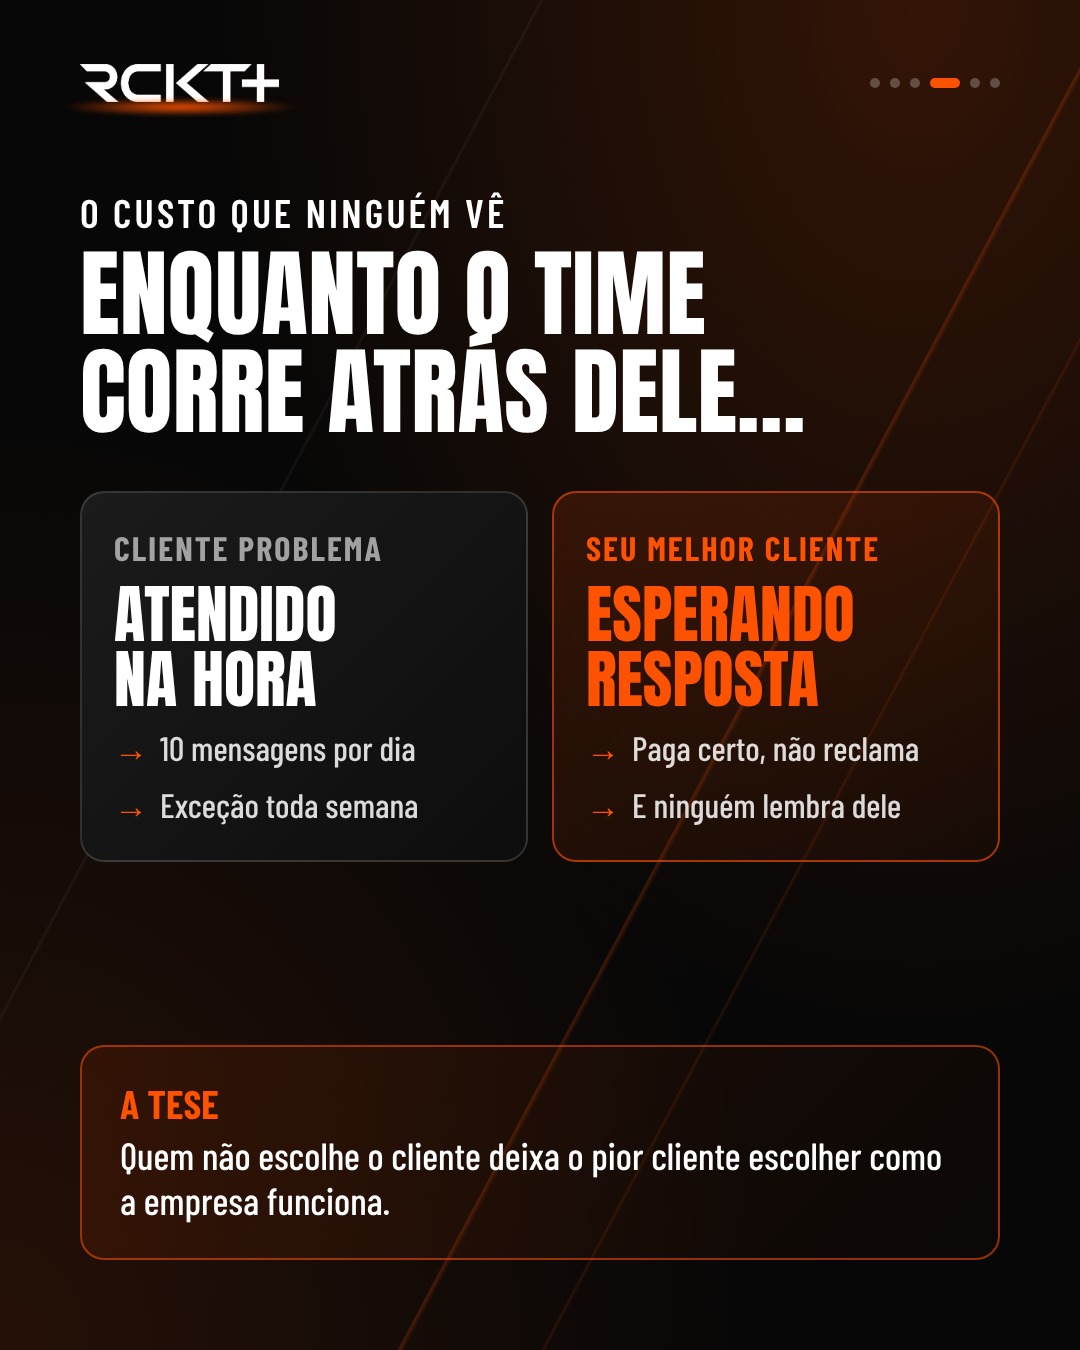 RCKT+
O CUSTO QUE NINGUÉM VÊ
ENQUANTO O TIME
CORRE ATRÁS DELE...
CLIENTE PROBLEMA
ATENDIDO
NA HORA
→ 10 mensagens por dia
→ Exceção toda semana
SEU MELHOR CLIENTE
ESPERANDO
RESPOSTA
→ Paga certo, não reclama
→ E ninguém lembra dele
A TESE
Quem não escolhe o cliente deixa o pior cliente escolher como
a empresa funciona.